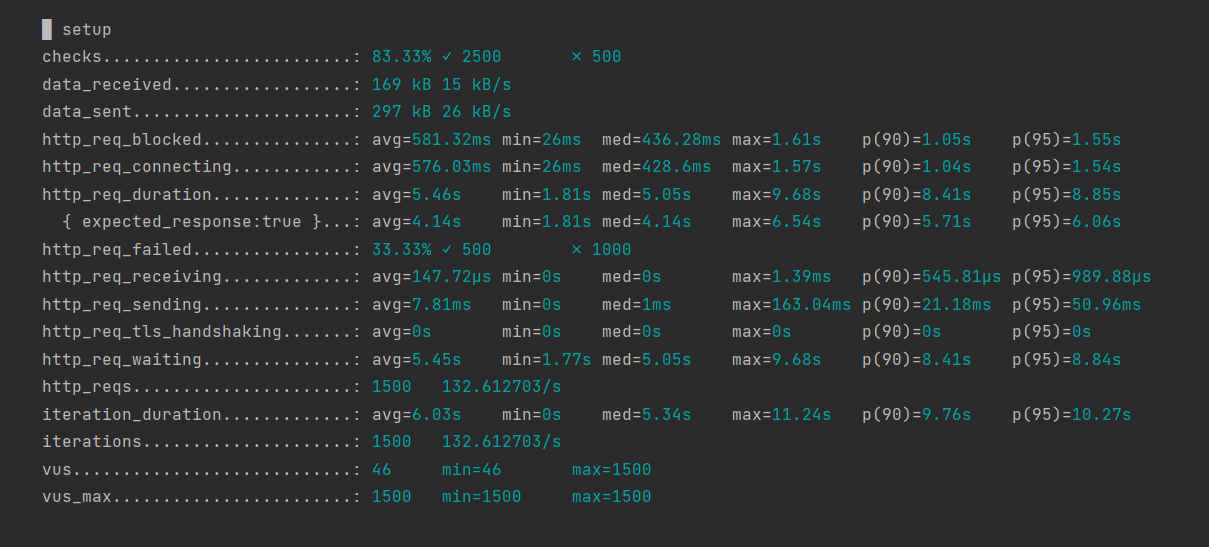 █ setup
checks.........................: 83.33% ✓ 2500 ✗ 500
data_received..................: 169 kB 15 kB/s
data_sent......................: 297 kB 26 kB/s
http_req_blocked...............: avg=581.32ms min=26ms med=436.28ms max=1.61s p(90)=1.05s p(95)=1.55s
http_req_connecting............: avg=576.03ms min=26ms med=428.6ms max=1.57s p(90)=1.04s p(95)=1.54s
http_req_duration..............: avg=5.46s min=1.81s med=5.05s max=9.68s p(90)=8.41s p(95)=8.85s
{ expected_response:true }...: avg=4.14s min=1.81s med=4.14s max=6.54s p(90)=5.71s p(95)=6.06s
http_req_failed................: 33.33% ✓ 500 ✗ 1000
http_req_receiving.............: avg=147.72µs min=0s med=0s max=1.39ms p(90)=545.81µs p(95)=989.88µs
http_req_sending...............: avg=7.81ms min=0s med=1ms max=163.04ms p(90)=21.18ms p(95)=50.96ms
http_req_tls_handshaking.......: avg=0s min=0s med=0s max=0s p(90)=0s p(95)=0s
http_req_waiting...............: avg=5.45s min=1.77s med=5.05s max=9.68s p(90)=8.41s p(95)=8.84s
http_reqs......................: 1500 132.612703/s
iteration_duration.............: avg=6.03s min=0s med=5.34s max=11.24s p(90)=9.76s p(95)=10.27s
iterations.....................: 1500 132.612703/s
vus............................: 46 min=46 max=1500
vus_max........................: 1500 min=1500 max=1500